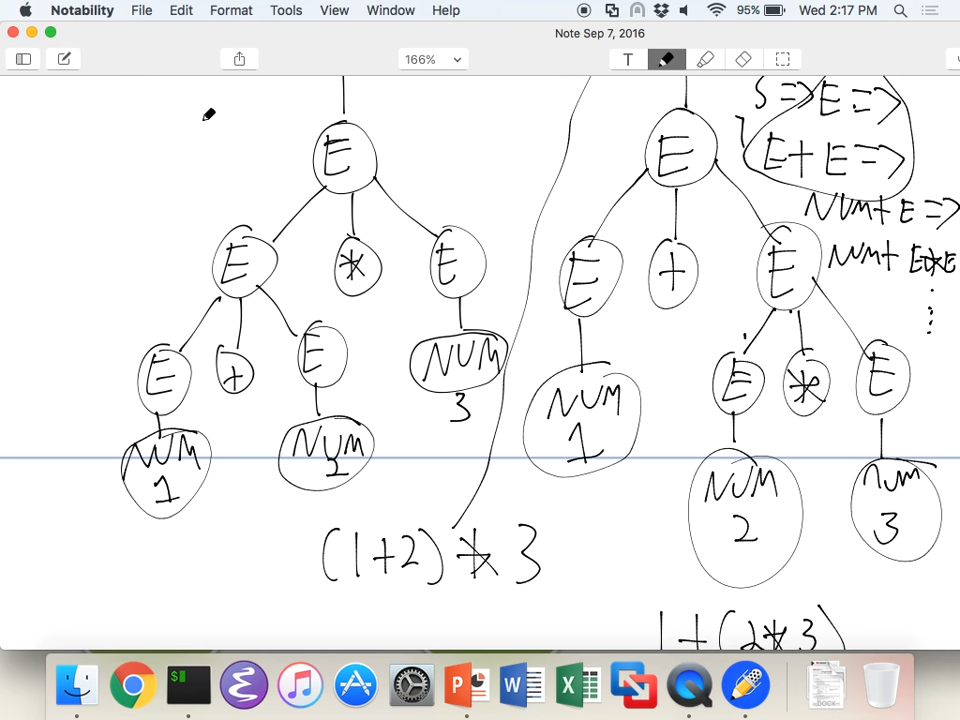 Notability File Edit Format Tools View Window Help 95% Wed 2:17 PM
Note Sep 7, 2016
166% T
S => E =>
E + E =>
NUM + E =>
NUM + E * E
E E
E * E E + E
E + E NUM E * E
3
NUM NUM NUM NUM num
1 2 1 2 3
(1+2) * 3
1 + (2 * 3)
$ P W X